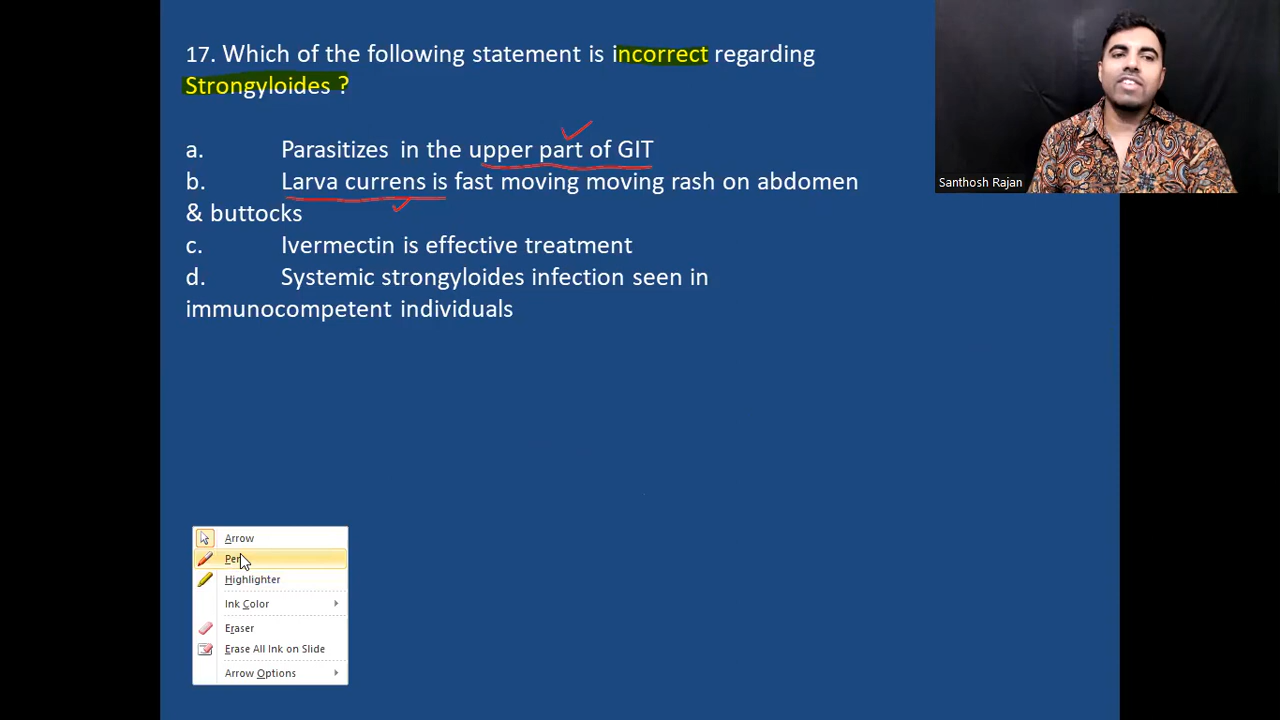 17. Which of the following statement is incorrect regarding
Strongyloides ?
a. Parasitizes in the upper part of GIT
b. Larva currens is fast moving moving rash on abdomen
& buttocks
c. Ivermectin is effective treatment
d. Systemic strongyloides infection seen in
immunocompetent individuals
Santhosh Rajan
Arrow
Pen
Highlighter
Ink Color
Eraser
Erase All Ink on Slide
Arrow Options